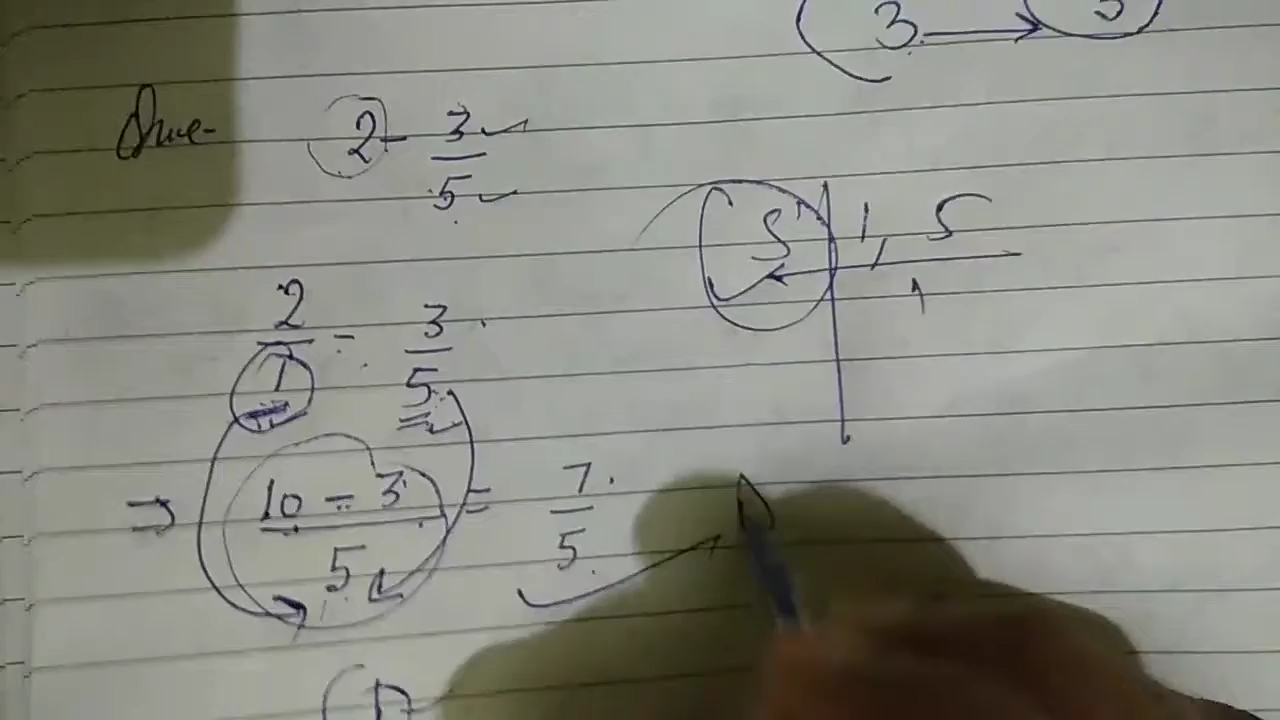 3 → 5
Que- 2 - 3/5
5 | 1, 5
2/1 - 3/5
⇒ (10 - 3)/5 = 7/5